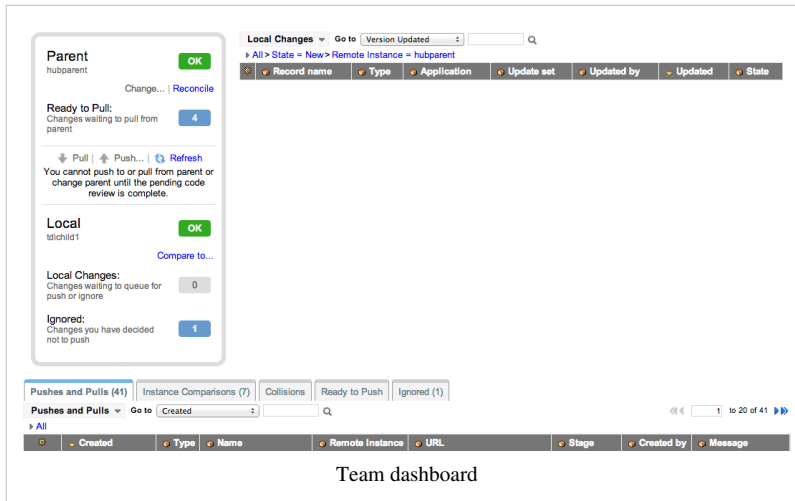 Parent
hubparent
OK
Change... | Reconcile
Ready to Pull:
Changes waiting to pull from
parent
4
Pull | Push... | Refresh
You cannot push to or pull from parent or
change parent until the pending code
review is complete.
Local
tdichild1
OK
Compare to...
Local Changes:
Changes waiting to queue for
push or ignore
0
Ignored:
Changes you have decided
not to push
1
Local Changes Go to Version Updated
All > State = New > Remote Instance = hubparent
Record name Type Application Update set Updated by Updated State
Pushes and Pulls (41) Instance Comparisons (7) Collisions Ready to Push Ignored (1)
Pushes and Pulls Go to Created 1 to 20 of 41
All
Created Type Name Remote Instance URL Stage Created by Message
Team dashboard